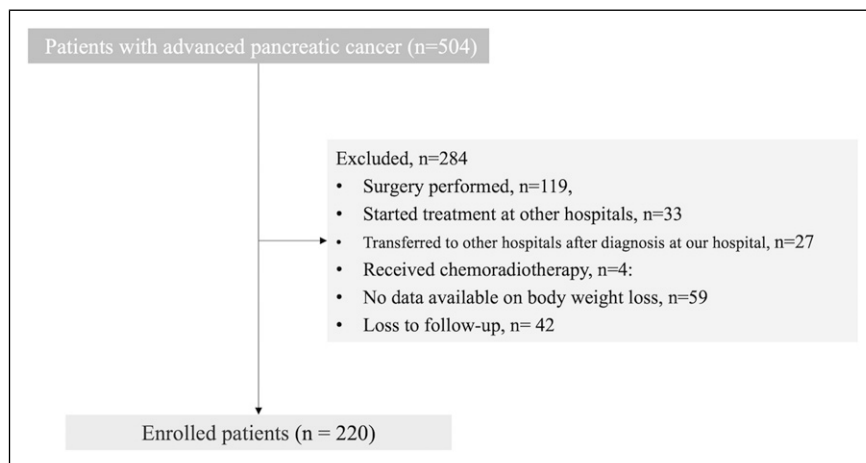 Patients with advanced pancreatic cancer (n=504)
Excluded, n=284
• Surgery performed, n=119,
• Started treatment at other hospitals, n=33
• Transferred to other hospitals after diagnosis at our hospital, n=27
• Received chemoradiotherapy, n=4:
• No data available on body weight loss, n=59
• Loss to follow-up, n= 42
Enrolled patients (n = 220)